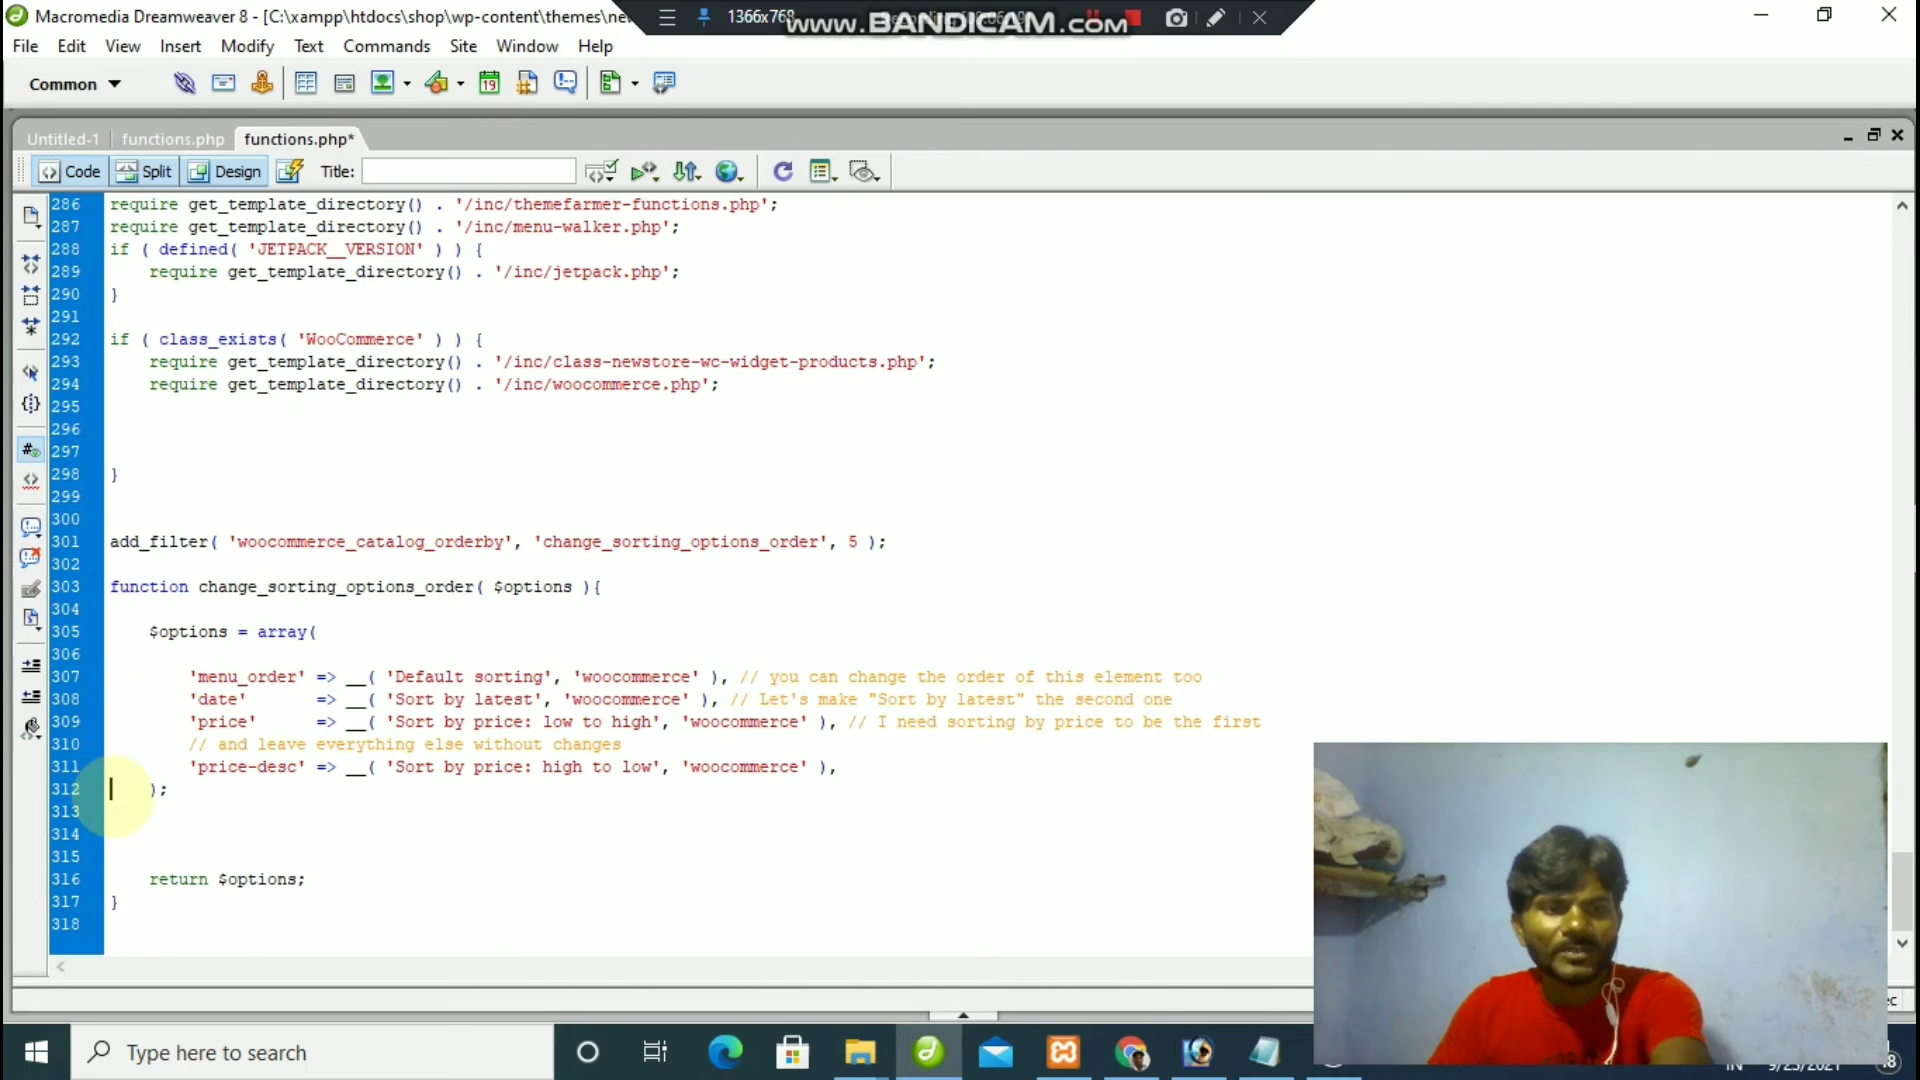 Macromedia Dreamweaver 8 - [C:\xampp\htdocs\shop\wp-content\themes\new
1366x768
www.BANDICAM.com
File Edit View Insert Modify Text Commands Site Window Help
Common
Untitled-1 functions.php functions.php*
Code Split Design Title:
286 require get_template_directory() . '/inc/themefarmer-functions.php';
287 require get_template_directory() . '/inc/menu-walker.php';
288 if ( defined( 'JETPACK__VERSION' ) ) {
289 require get_template_directory() . '/inc/jetpack.php';
290 }
291
292 if ( class_exists( 'WooCommerce' ) ) {
293 require get_template_directory() . '/inc/class-newstore-wc-widget-products.php';
294 require get_template_directory() . '/inc/woocommerce.php';
295
296
297
298 }
299
300
301 add_filter( 'woocommerce_catalog_orderby', 'change_sorting_options_order', 5 );
302
303 function change_sorting_options_order( $options ){
304
305 $options = array(
306
307 'menu_order' => __( 'Default sorting', 'woocommerce' ), // you can change the order of this element too
308 'date' => __( 'Sort by latest', 'woocommerce' ), // Let's make "Sort by latest" the second one
309 'price' => __( 'Sort by price: low to high', 'woocommerce' ), // I need sorting by price to be the first
310 // and leave everything else without changes
311 'price-desc' => __( 'Sort by price: high to low', 'woocommerce' ),
312 );
313
314
315
316 return $options;
317 }
318
Type here to search